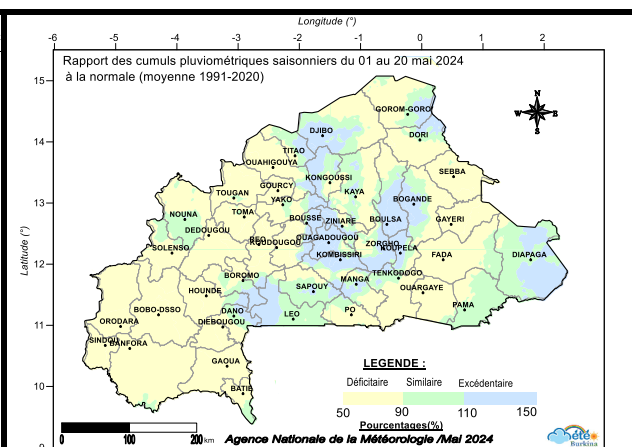 Longitude (°)
-6 -5 -4 -3 -2 -1 0 1 2
Rapport des cumuls pluviométriques saisonniers du 01 au 20 mai 2024
à la normale (moyenne 1991-2020)
15
14
13
12
11
10
9
Latitude (°)
N
W E
S
GOROM-GORO
DJIBO
DORI
TITAO
OUAHIGOUYA
SEBBA
KONGOUSSI
GOURCY
KAYA
TOUGAN
YAKO
BOGANDE
NOUNA
TOMA
BOUSSE
ZINIARE
BOULSA
GAYERI
DEDOUGOU
OUAGADOUGOU
REO
KOUDOUGOU
ZORGHO
KOUPELA
SOLENSO
KOMBISSIRI
FADA
DIAPAGA
BOROMO
TENKODOGO
MANGA
HOUNDE
SAPOUY
OUARGAYE
PAMA
BOBO-DSSO
DANO
LEO
PO
ORODARA
DIEBOUGOU
SINDOU
BANFORA
GAOUA
BATIE
LEGENDE :
Déficitaire Similaire Excédentaire
50 90 110 150
Pourcentages(%)
0 100 200 km
Agence Nationale de la Météorologie /Mai 2024
météo
Burkina